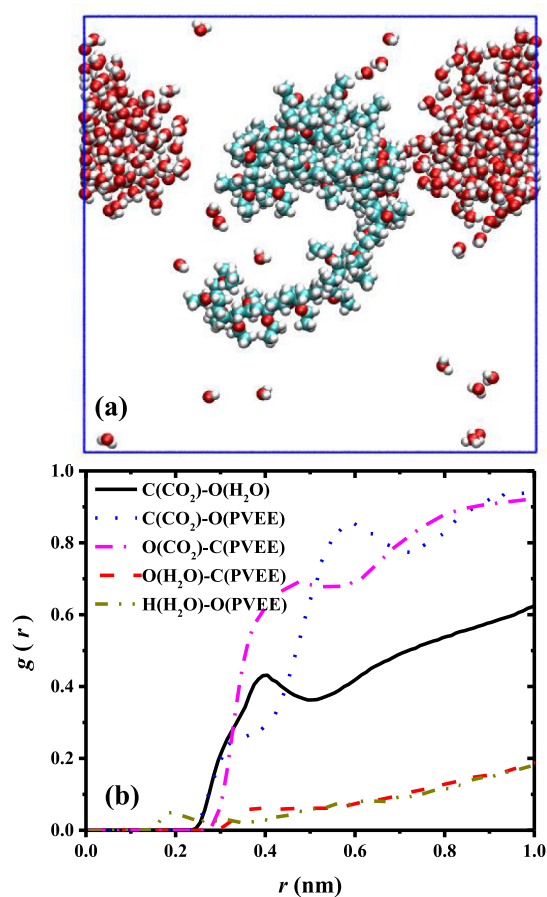 (a)
1.0
0.8
0.6
0.4
0.2
0.0
g (r)
C(CO₂)-O(H₂O)
C(CO₂)-O(PVEE)
O(CO₂)-C(PVEE)
O(H₂O)-C(PVEE)
H(H₂O)-O(PVEE)
(b)
0.0 0.2 0.4 0.6 0.8 1.0
r (nm)